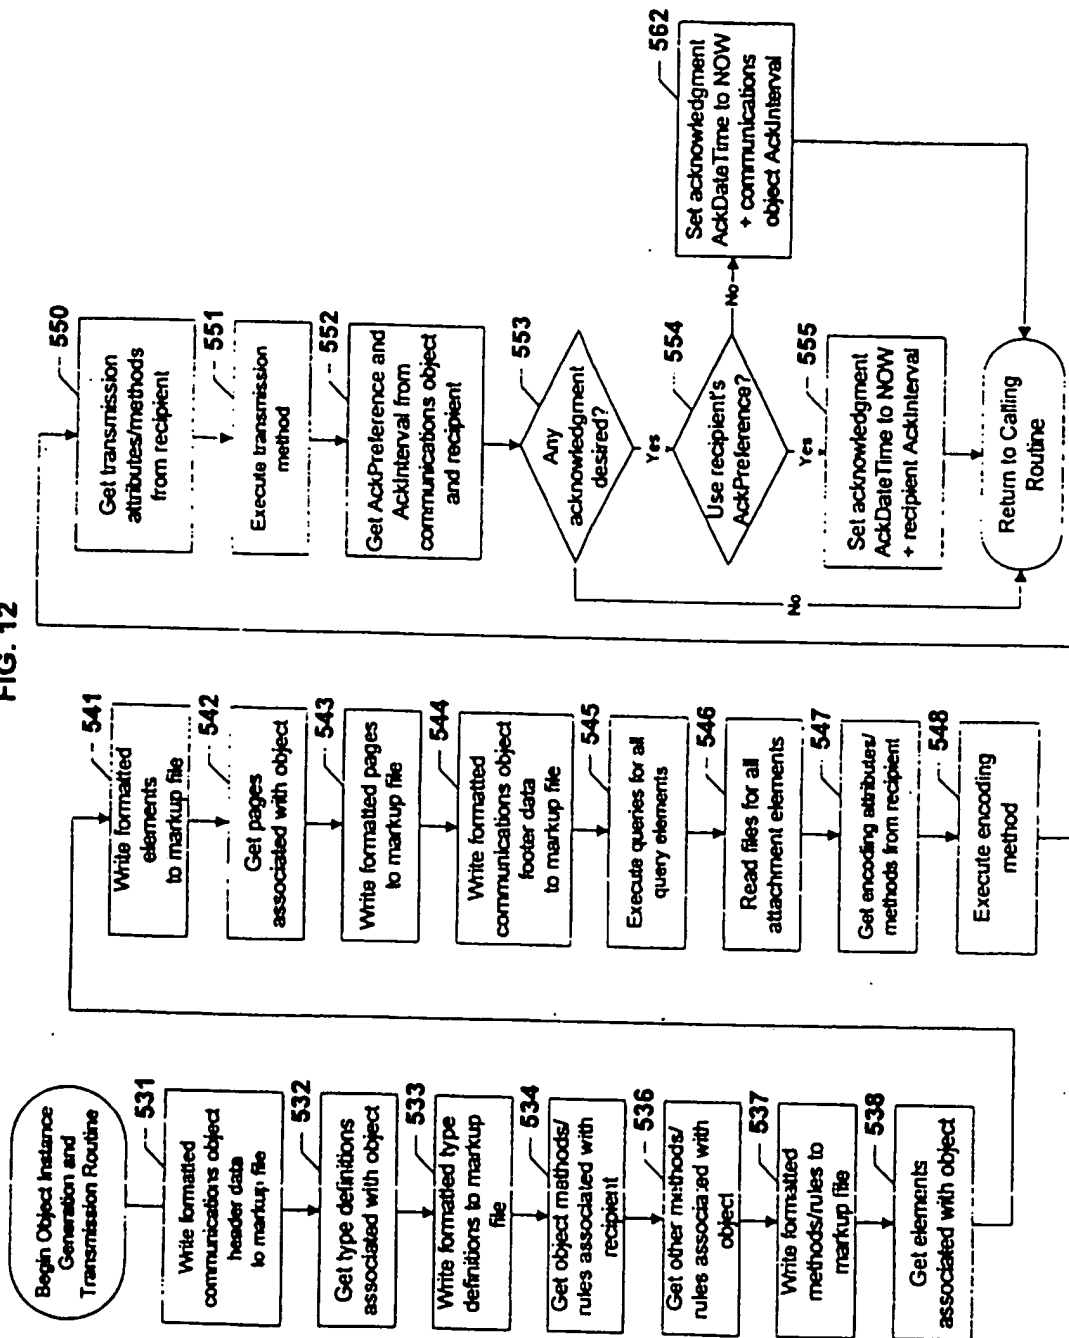 FIG. 12
Begin Object Instance
Generation and
Transmission Routine
531
Write formatted
communications object
header data
to markup file
532
Get type definitions
associated with object
533
Write formatted type
definitions to markup
file
534
Get object methods/
rules associated with
recipient
536
Get other methods/
rules associated with
object
537
Write formatted
methods/rules to
markup file
538
Get elements
associated with object
541
Write formatted
elements
to markup file
542
Get pages
associated with object
543
Write formatted pages
to markup file
544
Write formatted
communications object
footer data
to markup file
545
Execute queries for all
query elements
546
Read files for all
attachment elements
547
Get encoding attributes/
methods from recipient
548
Execute encoding
method
550
Get transmission
attributes/methods
from recipient
551
Execute transmission
method
552
Get AckPreference and
AckInterval from
communications object
and recipient
553
Any
acknowledgment
desired?
Yes
No
554
Use recipient's
AckPreference?
Yes
No
555
Set acknowledgment
AckDateTime to NOW
+ recipient AckInterval
562
Set acknowledgment
AckDateTime to NOW
+ communications
object AckInterval
Return to Calling
Routine